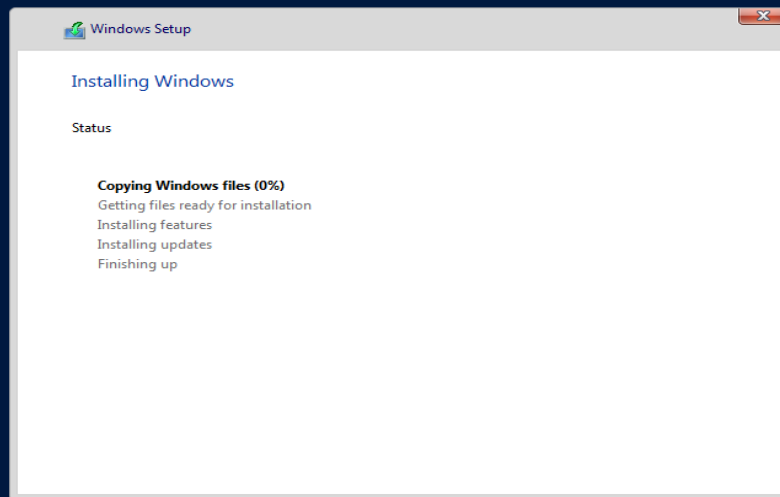 Windows Setup
Installing Windows
Status
Copying Windows files (0%)
Getting files ready for installation
Installing features
Installing updates
Finishing up